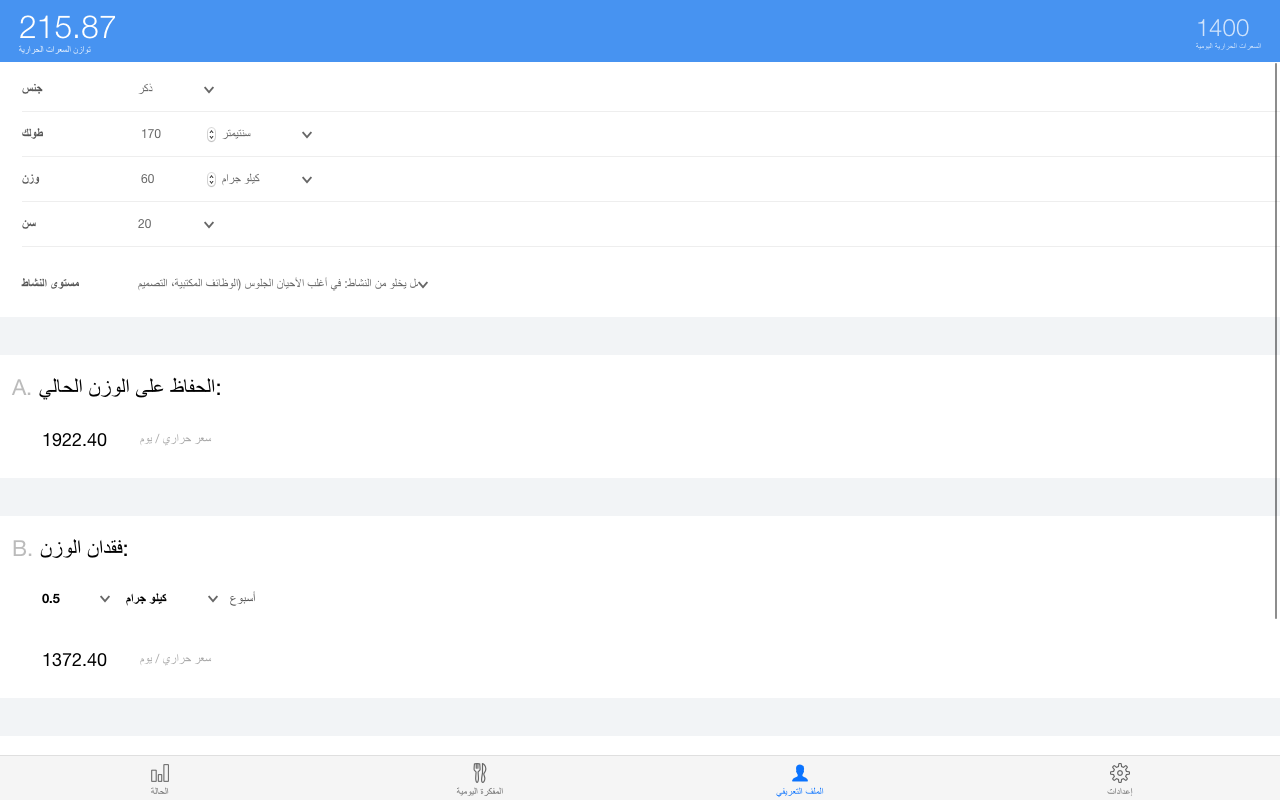 215.87
توازن السعرات الحرارية
1400
السعرات الحرارية اليومية
جنس ذكر
طولك 170 سنتيمتر
وزن 60 كيلو جرام
سن 20
مستوى النشاط يخلو من النشاط: في أغلب الأحيان الجلوس (الوظائف المكتبية، التصميم
A. الحفاظ على الوزن الحالي:
1922.40 سعر حراري / يوم
B. فقدان الوزن:
0.5 كيلو جرام أسبوع
1372.40 سعر حراري / يوم
الحالة المفكرة اليومية الملف التعريفي إعدادات